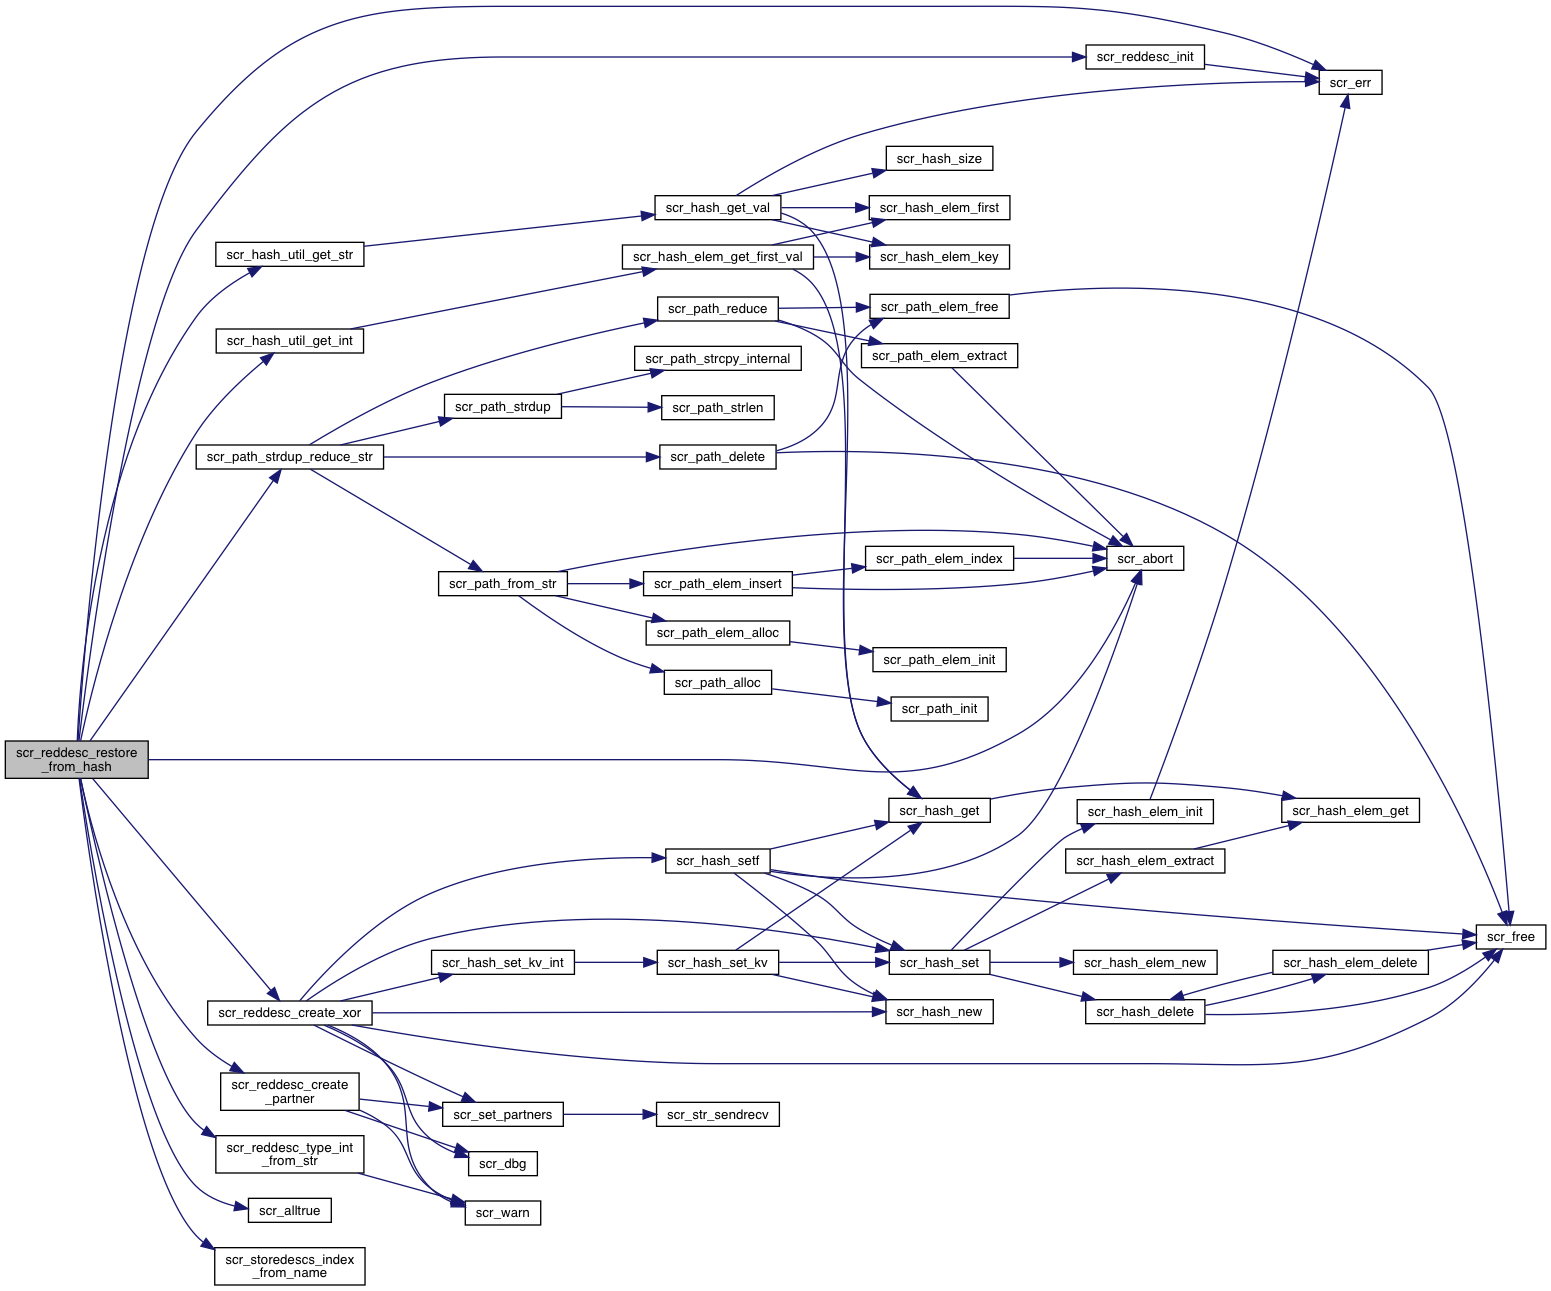 scr_reddesc_init
scr_err
scr_hash_size
scr_hash_get_val
scr_hash_elem_first
scr_hash_util_get_str
scr_hash_elem_get_first_val
scr_hash_elem_key
scr_path_reduce
scr_path_elem_free
scr_hash_util_get_int
scr_path_strcpy_internal
scr_path_elem_extract
scr_path_strdup
scr_path_strlen
scr_path_strdup_reduce_str
scr_path_delete
scr_path_elem_index
scr_abort
scr_path_from_str
scr_path_elem_insert
scr_path_elem_alloc
scr_path_elem_init
scr_path_alloc
scr_path_init
scr_reddesc_restore
_from_hash
scr_hash_get
scr_hash_elem_init
scr_hash_elem_get
scr_hash_setf
scr_hash_elem_extract
scr_free
scr_hash_set_kv_int
scr_hash_set_kv
scr_hash_set
scr_hash_elem_new
scr_hash_elem_delete
scr_reddesc_create_xor
scr_hash_new
scr_hash_delete
scr_reddesc_create
_partner
scr_set_partners
scr_str_sendrecv
scr_reddesc_type_int
_from_str
scr_dbg
scr_alltrue
scr_warn
scr_storedescs_index
_from_name